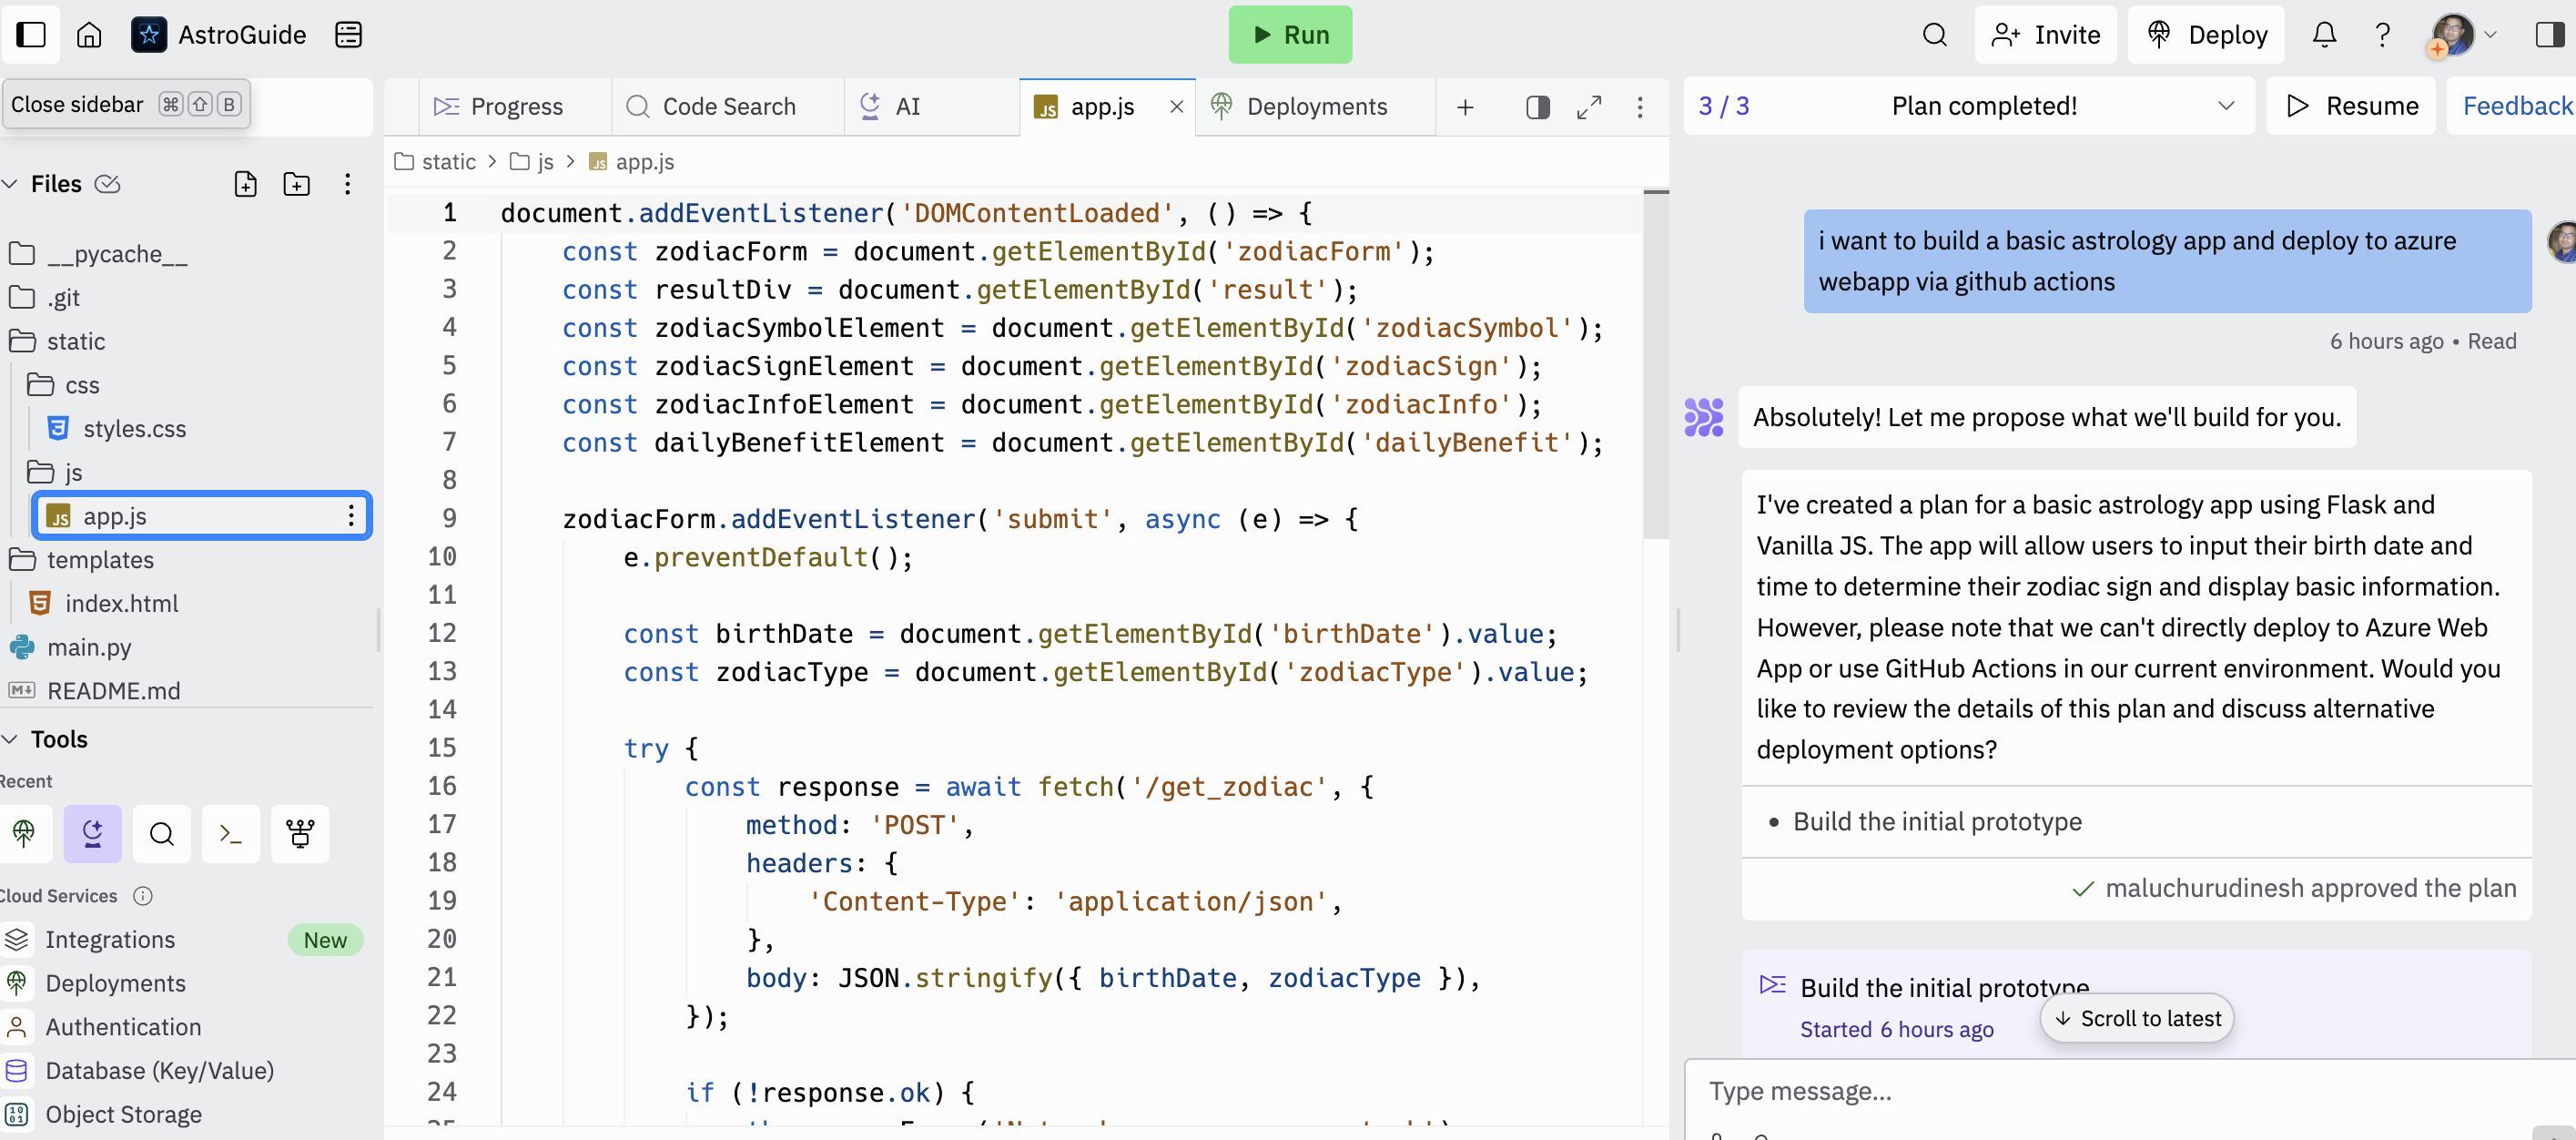 AstroGuide
Run
Invite
Deploy
?
Close sidebar ⌘ ⇧ B
Files
__pycache__
.git
static
css
styles.css
js
JS app.js
templates
index.html
main.py
README.md
Tools
Recent
Cloud Services
Integrations New
Deployments
Authentication
Database (Key/Value)
Object Storage
Progress
Code Search
AI
JS app.js
Deployments
static > js > JS app.js
1 document.addEventListener('DOMContentLoaded', () => {
2 const zodiacForm = document.getElementById('zodiacForm');
3 const resultDiv = document.getElementById('result');
4 const zodiacSymbolElement = document.getElementById('zodiacSymbol');
5 const zodiacSignElement = document.getElementById('zodiacSign');
6 const zodiacInfoElement = document.getElementById('zodiacInfo');
7 const dailyBenefitElement = document.getElementById('dailyBenefit');
8
9 zodiacForm.addEventListener('submit', async (e) => {
10 e.preventDefault();
11
12 const birthDate = document.getElementById('birthDate').value;
13 const zodiacType = document.getElementById('zodiacType').value;
14
15 try {
16 const response = await fetch('/get_zodiac', {
17 method: 'POST',
18 headers: {
19 'Content-Type': 'application/json',
20 },
21 body: JSON.stringify({ birthDate, zodiacType }),
22 });
23
24 if (!response.ok) {
3 / 3 Plan completed!
Resume
Feedback
i want to build a basic astrology app and deploy to azure
webapp via github actions
6 hours ago • Read
Absolutely! Let me propose what we'll build for you.
I've created a plan for a basic astrology app using Flask and
Vanilla JS. The app will allow users to input their birth date and
time to determine their zodiac sign and display basic information.
However, please note that we can't directly deploy to Azure Web
App or use GitHub Actions in our current environment. Would you
like to review the details of this plan and discuss alternative
deployment options?
• Build the initial prototype
maluchurudinesh approved the plan
Build the initial prototype
Started 6 hours ago
Scroll to latest
Type message...